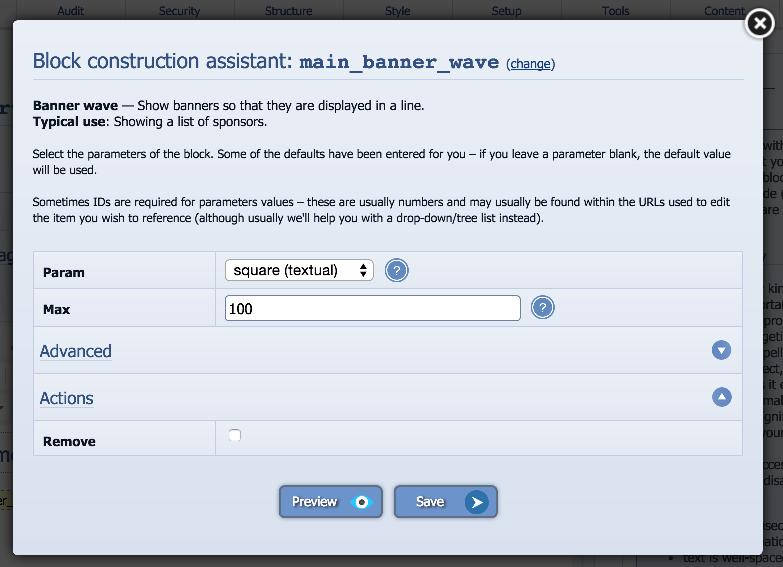 Audit Security Structure Style Setup Tools Content
Block construction assistant: main_banner_wave (change)
Banner wave — Show banners so that they are displayed in a line.
Typical use: Showing a list of sponsors.
Select the parameters of the block. Some of the defaults have been entered for you – if you leave a parameter blank, the default value
will be used.
Sometimes IDs are required for parameters values – these are usually numbers and may usually be found within the URLs used to edit
the item you wish to reference (although usually we'll help you with a drop-down/tree list instead).
Param square (textual) ?
Max 100 ?
Advanced
Actions
Remove
Preview Save
text is well-space